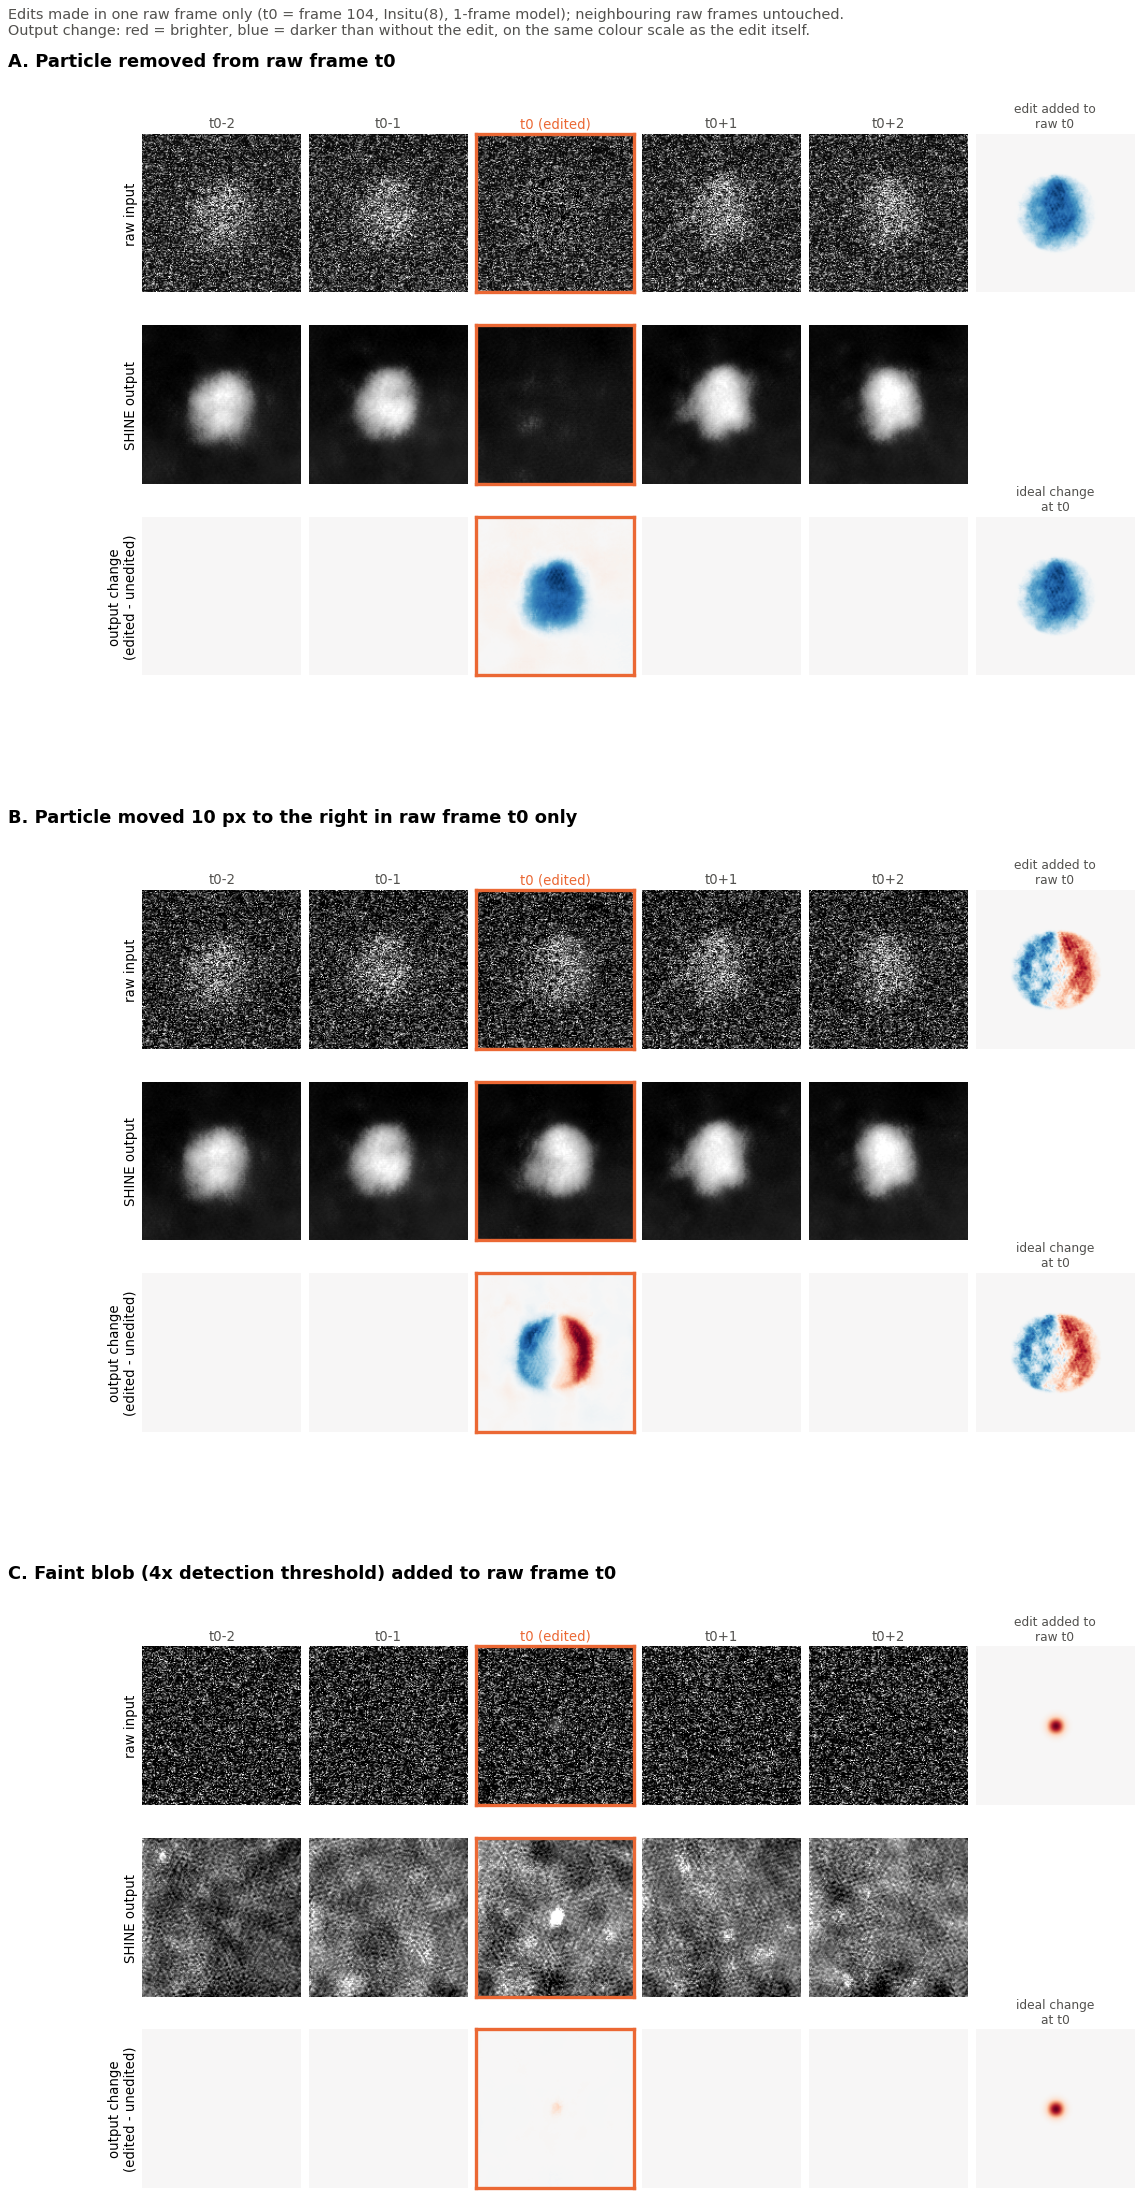 Edits made in one raw frame only (t0 = frame 104, Insitu(8), 1-frame model); neighbouring raw frames untouched.
Output change: red = brighter, blue = darker than without the edit, on the same colour scale as the edit itself.
A. Particle removed from raw frame t0
t0-2
t0-1
t0 (edited)
t0+1
t0+2
edit added to
raw t0
raw input
SHINE output
ideal change
at t0
output change
(edited - unedited)
B. Particle moved 10 px to the right in raw frame t0 only
t0-2
t0-1
t0 (edited)
t0+1
t0+2
edit added to
raw t0
raw input
SHINE output
ideal change
at t0
output change
(edited - unedited)
C. Faint blob (4x detection threshold) added to raw frame t0
t0-2
t0-1
t0 (edited)
t0+1
t0+2
edit added to
raw t0
raw input
SHINE output
ideal change
at t0
output change
(edited - unedited)